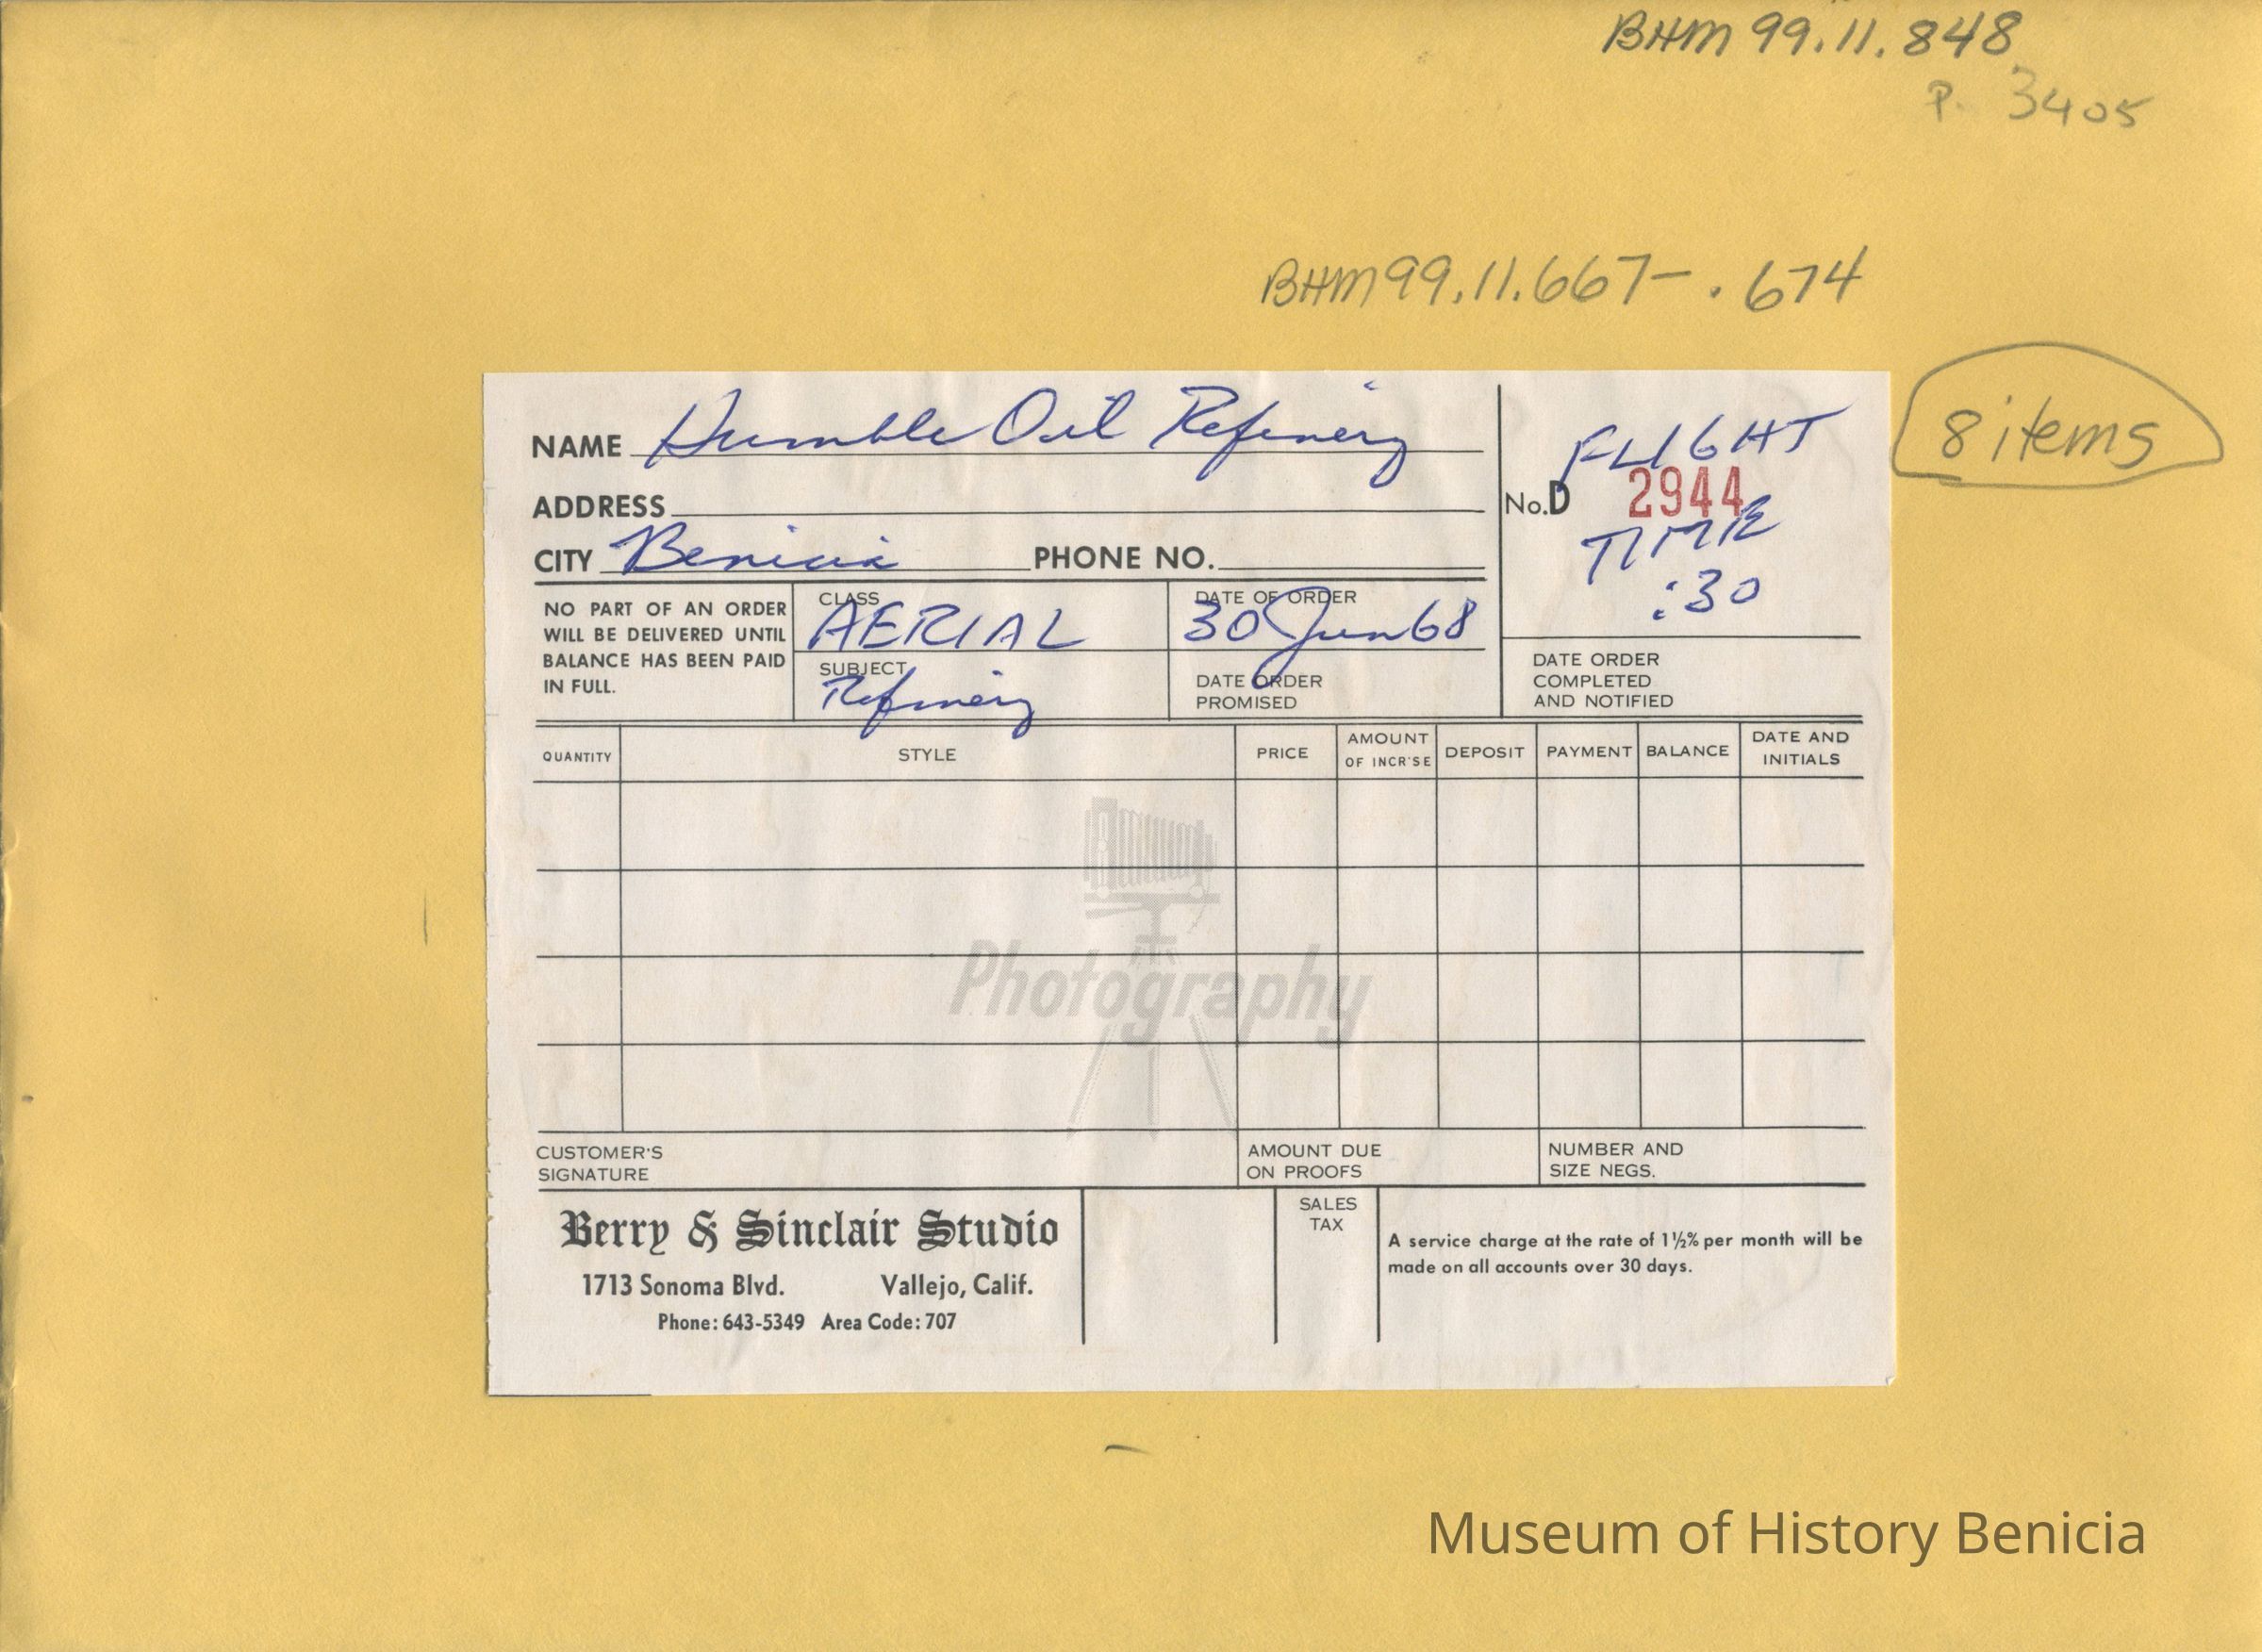 BHM 99.11.848
P. 3405
BHM 99.11.667-.674
8 items
NAME Humble Oil Refinery
ADDRESS
CITY Benicia PHONE NO.
FLIGHT
No.D 2944
TIME
:30
NO PART OF AN ORDER
WILL BE DELIVERED UNTIL
BALANCE HAS BEEN PAID
IN FULL.
CLASS
AERIAL
SUBJECT
Refinery
DATE OF ORDER
30 Jun 68
DATE ORDER
PROMISED
DATE ORDER
COMPLETED
AND NOTIFIED
QUANTITY
STYLE
PRICE
AMOUNT
OF INCR'SE
DEPOSIT
PAYMENT
BALANCE
DATE AND
INITIALS
Photography
CUSTOMER'S
SIGNATURE
AMOUNT DUE
ON PROOFS
NUMBER AND
SIZE NEGS.
Berry & Sinclair Studio
1713 Sonoma Blvd. Vallejo, Calif.
Phone: 643-5349 Area Code: 707
SALES
TAX
A service charge at the rate of 1½% per month will be
made on all accounts over 30 days.
Museum of History Benicia